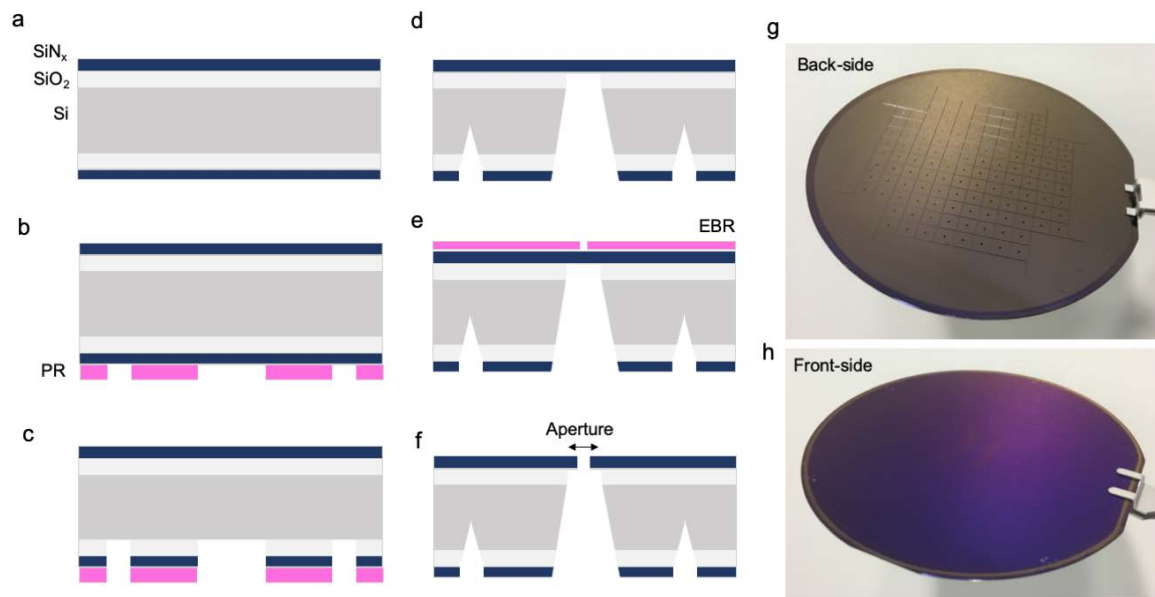 a
SiNₓ
SiO₂
Si
b
PR
c
d
e
EBR
f
Aperture
g
Back-side
h
Front-side